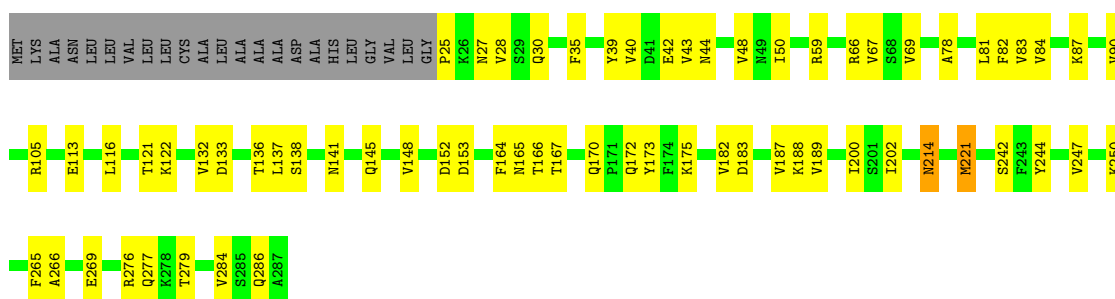 MET LYS ALA ASN LEU LEU VAL LEU LEU CYS ALA LEU ALA ALA ALA ALA ASP ALA HIS LEU GLY VAL LEU GLY P25 K26 N27 V28 S29 Q30 F35 Y39 V40 D41 E42 V43 N44 V48 N49 I50 R59 R66 V67 S68 V69 A78 L81 F82 V83 V84 K87
R105 E113 L116 T121 K122 V132 D133 T136 L137 S138 N141 Q145 V148 D152 D153 F164 N165 T166 T167 Q170 P171 Q172 Y173 F174 K175 V182 D183 V187 K188 V189 I200 S201 I202 N214 M221 S242 F243 Y244 V247
F265 A266 E269 R276 Q277 K278 T279 V284 S285 Q286 A287